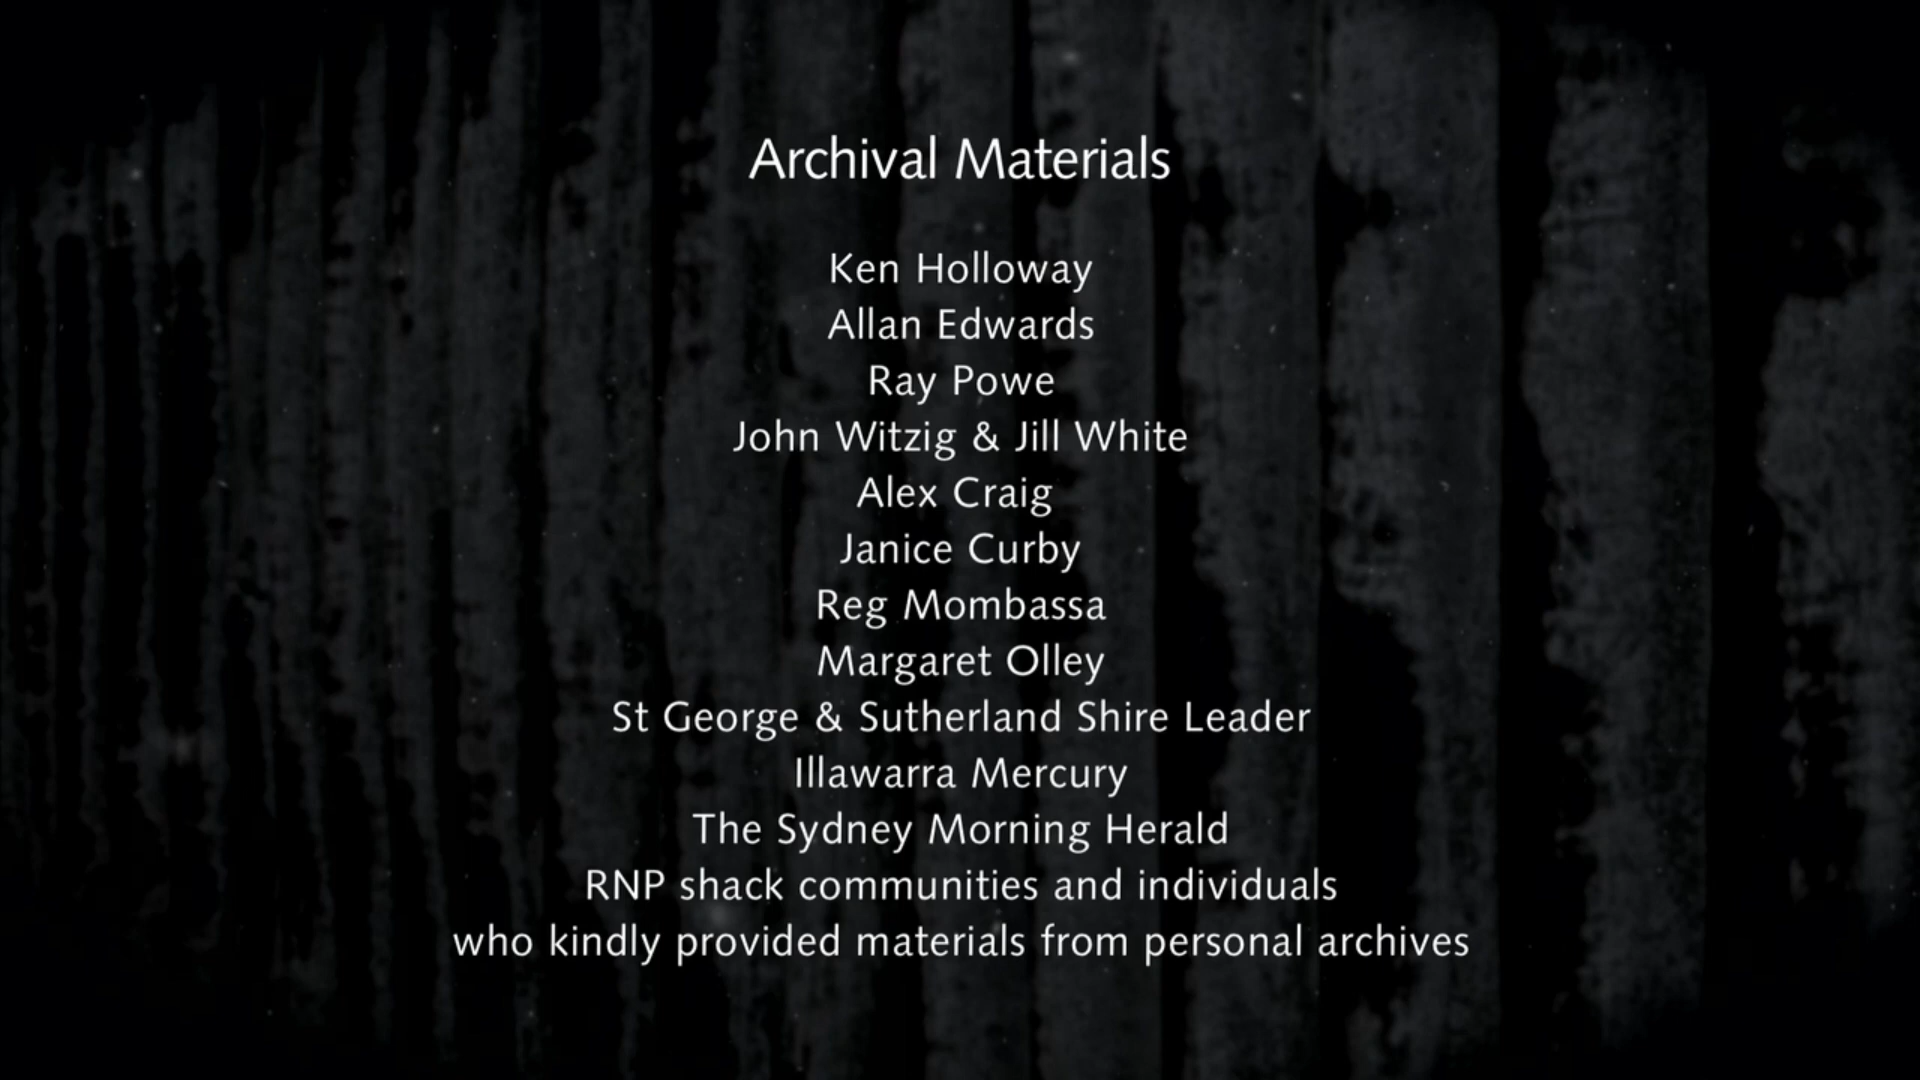 Archival Materials
Ken Holloway
Allan Edwards
Ray Powe
John Witzig & Jill White
Alex Craig
Janice Curby
Reg Mombassa
Margaret Olley
St George & Sutherland Shire Leader
Illawarra Mercury
The Sydney Morning Herald
RNP shack communities and individuals
who kindly provided materials from personal archives